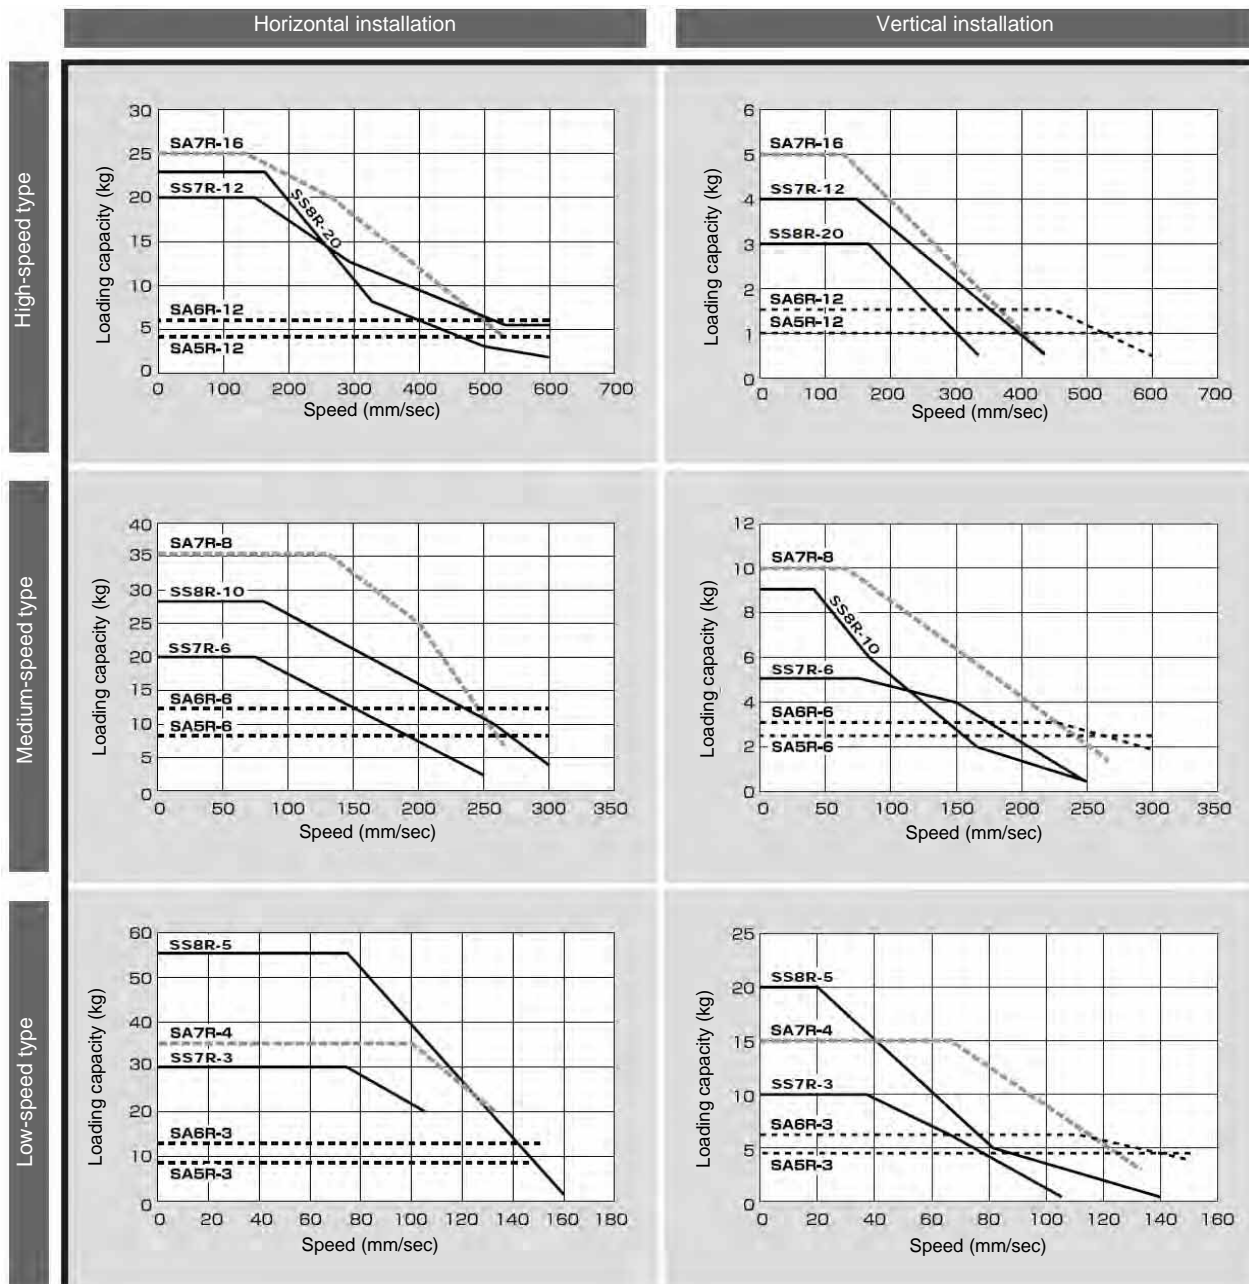 Horizontal installation
Vertical installation
High-speed type
Loading capacity (kg)
30
25
20
15
10
5
0
SA7R-16
SS7R-12
SS8R-20
SA6R-12
SA5R-12
0 100 200 300 400 500 600 700
Speed (mm/sec)
Loading capacity (kg)
6
5
4
3
2
1
0
SA7R-16
SS7R-12
SS8R-20
SA6R-12
SA5R-12
0 100 200 300 400 500 600 700
Speed (mm/sec)
Medium-speed type
Loading capacity (kg)
40
35
30
25
20
15
10
5
0
SA7R-8
SS8R-10
SS7R-6
SA6R-6
SA5R-6
0 50 100 150 200 250 300 350
Speed (mm/sec)
Loading capacity (kg)
12
10
8
6
4
2
0
SA7R-8
SS8R-10
SS7R-6
SA6R-6
SA5R-6
0 50 100 150 200 250 300 350
Speed (mm/sec)
Low-speed type
Loading capacity (kg)
60
50
40
30
20
10
0
SS8R-5
SA7R-4
SS7R-3
SA6R-3
SA5R-3
0 20 40 60 80 100 120 140 160 180
Speed (mm/sec)
Loading capacity (kg)
25
20
15
10
5
0
SS8R-5
SA7R-4
SS7R-3
SA6R-3
SA5R-3
0 20 40 60 80 100 120 140 160
Speed (mm/sec)